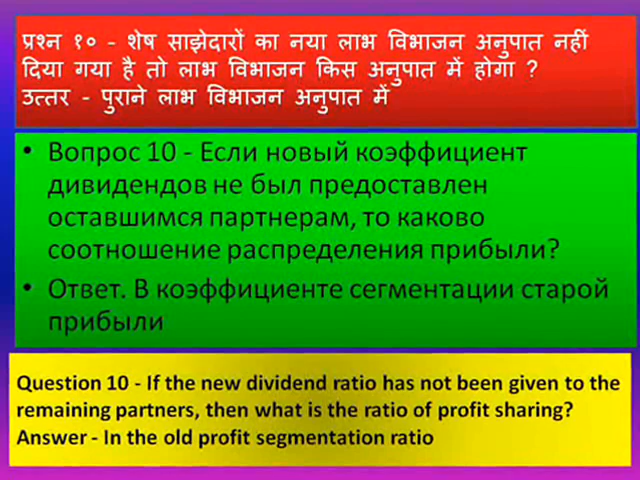 प्रश्न १० - शेष साझेदारों का नया लाभ विभाजन अनुपात नहीं
दिया गया है तो लाभ विभाजन किस अनुपात में होगा ?
उत्तर - पुराने लाभ विभाजन अनुपात में
• Вопрос 10 - Если новый коэффициент
дивидендов не был предоставлен
оставшимся партнерам, то каково
соотношение распределения прибыли?
• Ответ. В коэффициенте сегментации старой
прибыли
Question 10 - If the new dividend ratio has not been given to the
remaining partners, then what is the ratio of profit sharing?
Answer - In the old profit segmentation ratio